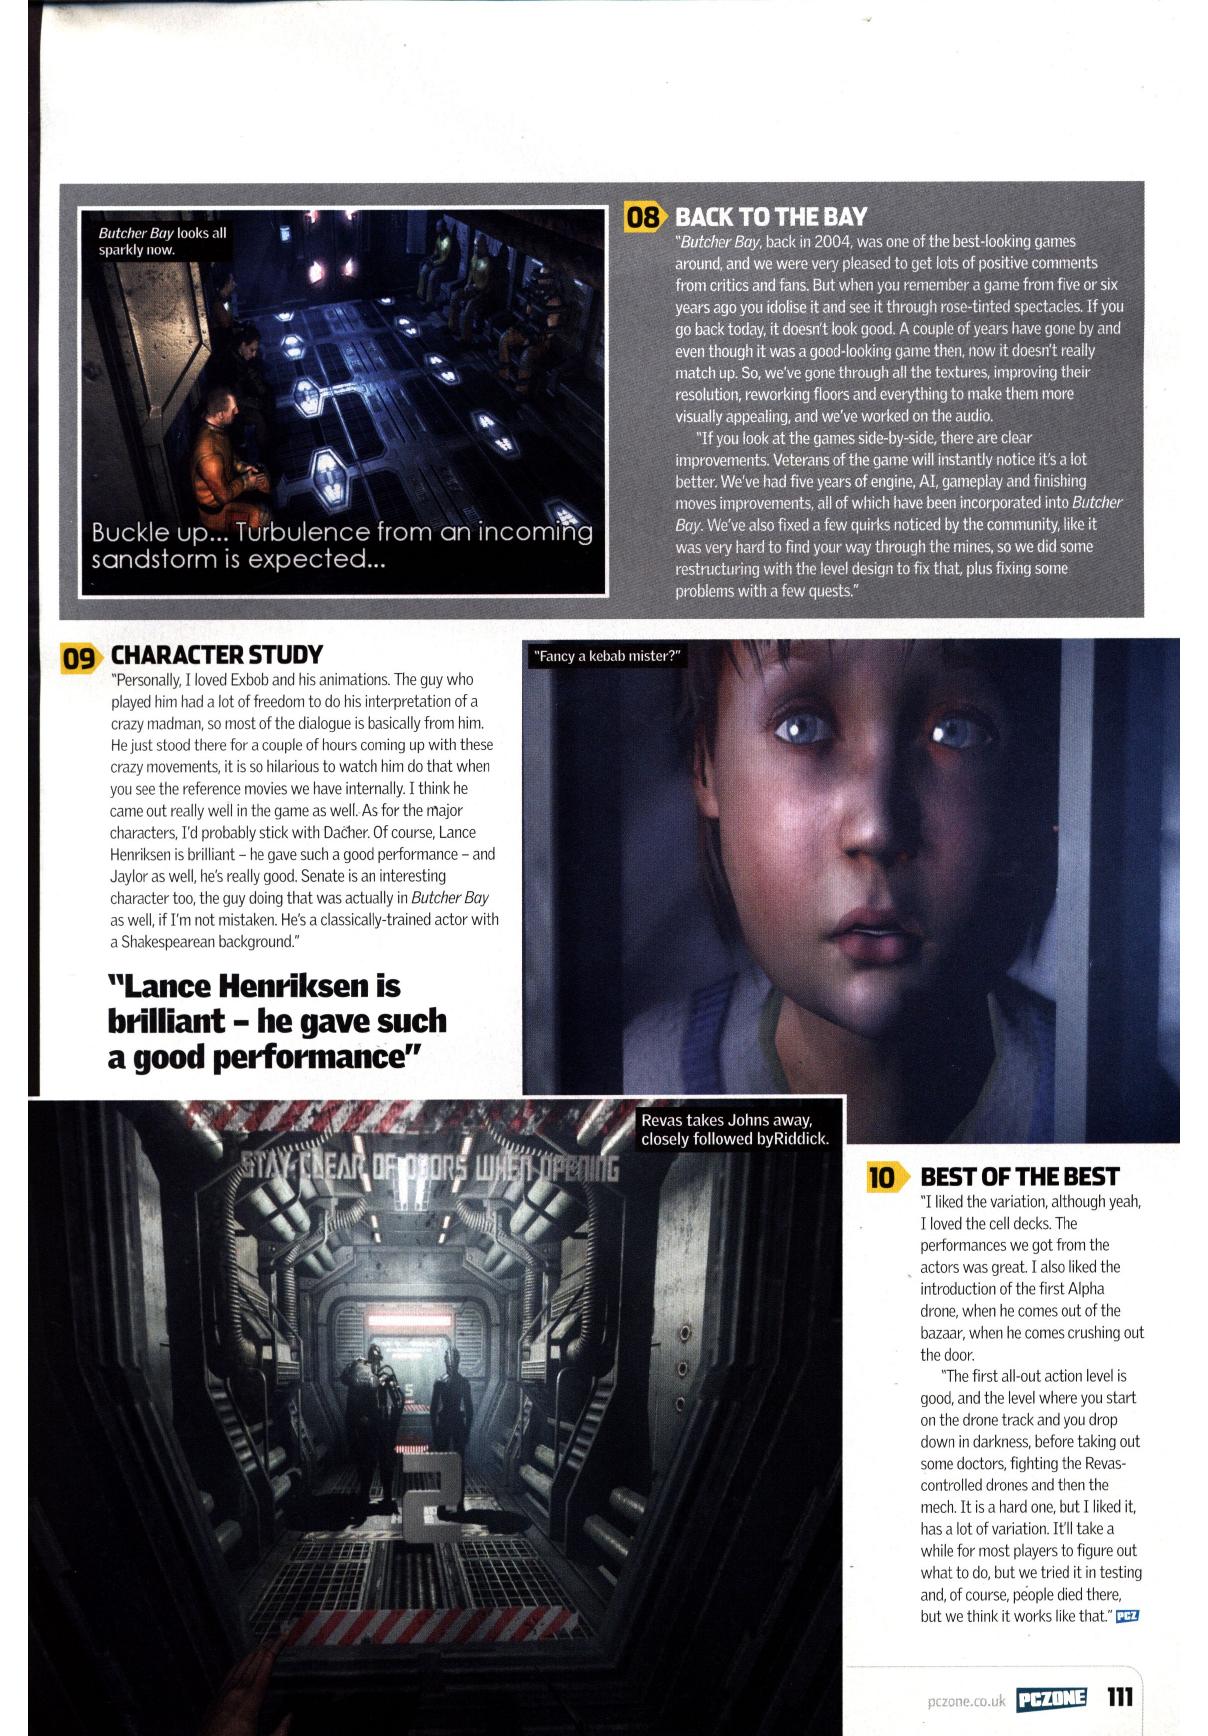 Butcher Bay looks all
sparkly now.
Buckle up... Turbulence from an incoming
sandstorm is expected...
08 BACK TO THE BAY
"Butcher Bay, back in 2004, was one of the best-looking games
around, and we were very pleased to get lots of positive comments
from critics and fans. But when you remember a game from five or six
years ago you idolise it and see it through rose-tinted spectacles. If you
go back today, it doesn't look good. A couple of years have gone by and
even though it was a good-looking game then, now it doesn't really
match up. So, we've gone through all the textures, improving their
resolution, reworking floors and everything to make them more
visually appealing, and we've worked on the audio.
"If you look at the games side-by-side, there are clear
improvements. Veterans of the game will instantly notice it's a lot
better. We've had five years of engine, AI, gameplay and finishing
moves improvements, all of which have been incorporated into Butcher
Bay. We've also fixed a few quirks noticed by the community, like it
was very hard to find your way through the mines, so we did some
restructuring with the level design to fix that, plus fixing some
problems with a few quests."
09 CHARACTER STUDY
"Personally, I loved Exbob and his animations. The guy who
played him had a lot of freedom to do his interpretation of a
crazy madman, so most of the dialogue is basically from him.
He just stood there for a couple of hours coming up with these
crazy movements, it is so hilarious to watch him do that when
you see the reference movies we have internally. I think he
came out really well in the game as well. As for the major
characters, I'd probably stick with Dacher. Of course, Lance
Henriksen is brilliant – he gave such a good performance – and
Jaylor as well, he's really good. Senate is an interesting
character too, the guy doing that was actually in Butcher Bay
as well, if I'm not mistaken. He's a classically-trained actor with
a Shakespearean background."
"Lance Henriksen is
brilliant – he gave such
a good performance"
"Fancy a kebab mister?"
Revas takes Johns away,
closely followed byRiddick.
STAY CLEAR OF DOORS WHEN OPENING
2
10 BEST OF THE BEST
"I liked the variation, although yeah,
I loved the cell decks. The
performances we got from the
actors was great. I also liked the
introduction of the first Alpha
drone, when he comes out of the
bazaar, when he comes crushing out
the door.
"The first all-out action level is
good, and the level where you start
on the drone track and you drop
down in darkness, before taking out
some doctors, fighting the Revas-
controlled drones and then the
mech. It is a hard one, but I liked it,
has a lot of variation. It'll take a
while for most players to figure out
what to do, but we tried it in testing
and, of course, people died there,
but we think it works like that." PCZ
pczone.co.uk PCZONE 111